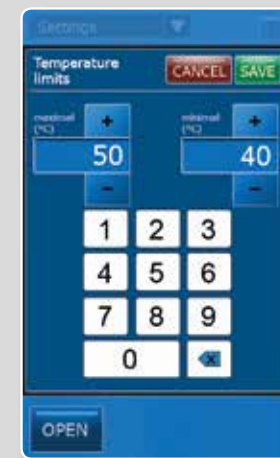 Settings
Temperature
limits
CANCEL SAVE
maximal minimal
(°C) (°C)
+ +
50 40
- -
1 2 3
4 5 6
7 8 9
0
OPEN